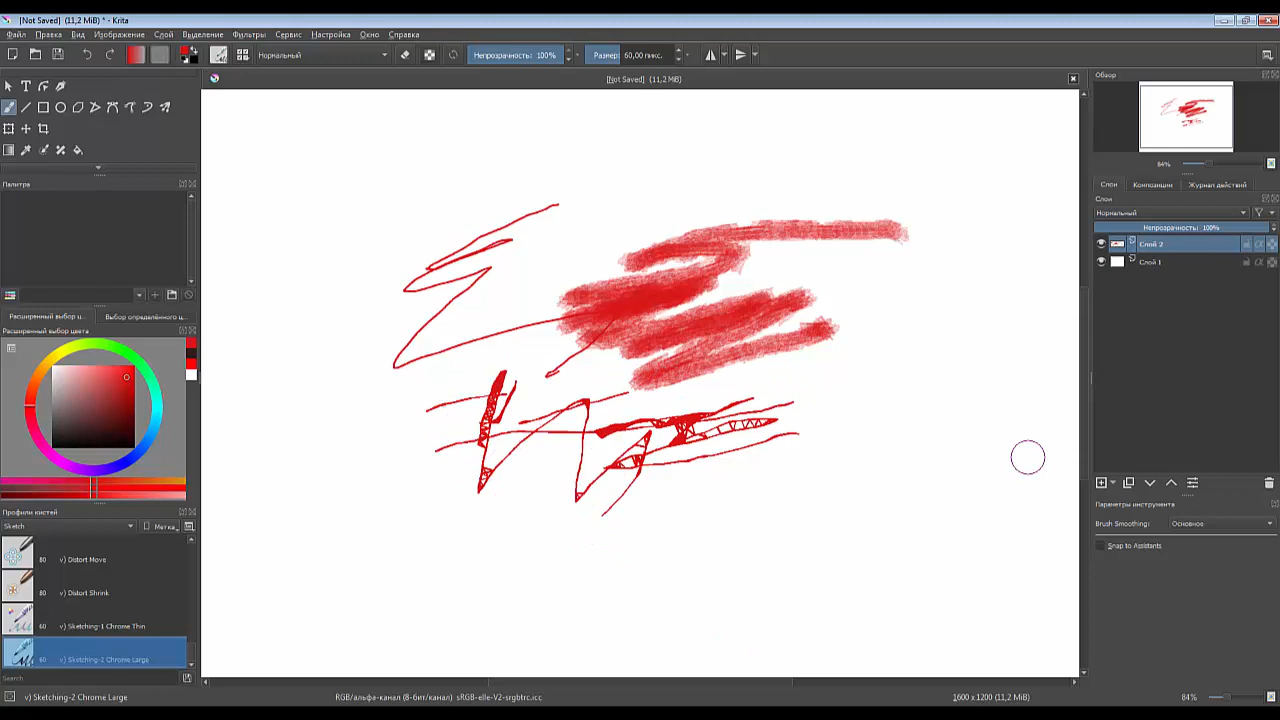 [Not Saved] (11,2 MiB) * - Krita
Файл Правка Вид Изображение Слой Выделение Фильтры Сервис Настройка Окно Справка
Нормальный Непрозрачность: 100% Размер: 60,00 пикс.
[Not Saved] (11,2 MiB)
Обзор
84%
Палитра
Слои Композиции Журнал действий
Слои
Нормальный
Непрозрачность: 100%
Слой 2
Слой 1
Расширенный выбор ц... Выбор определённого ц...
Расширенный выбор цвета
Параметры инструмента
Brush Smoothing: Основное
Snap to Assistants
Профили кистей
Sketch Метка
80 v) Distort Move
80 v) Distort Shrink
60 v) Sketching-1 Chrome Thin
60 v) Sketching-2 Chrome Large
Search
v) Sketching-2 Chrome Large RGB/альфа-канал (8-бит/канал) sRGB-elle-V2-srgbtrc.icc 1600 x 1200 (11,2 MiB) 84%